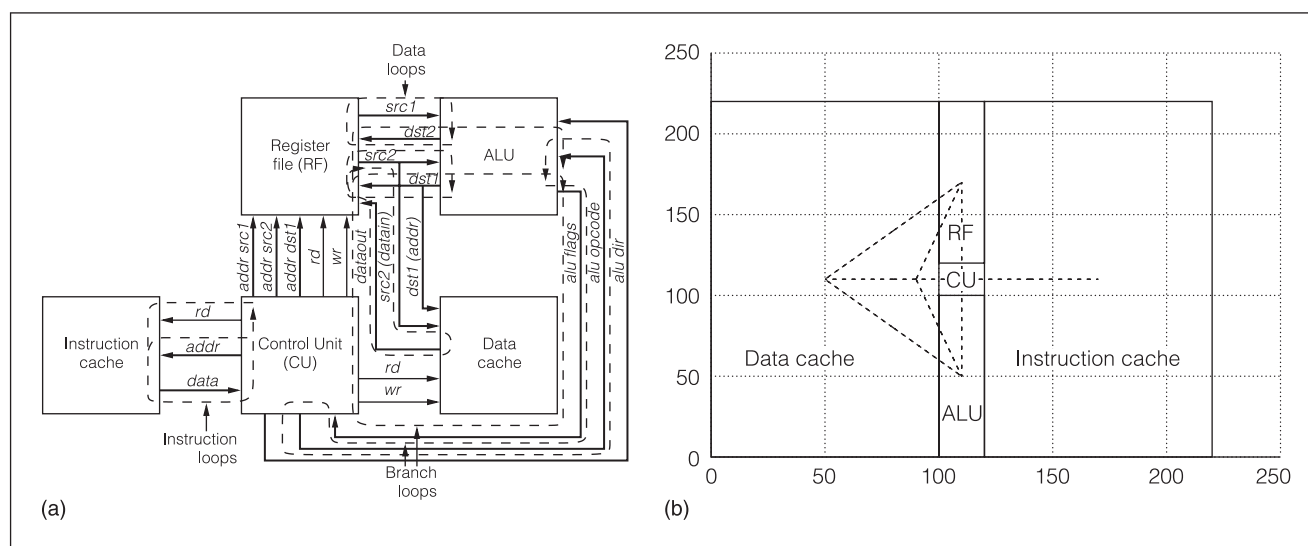 Data
loops
src1
dst2
Register
file (RF)
src2
ALU
dst1
addr src1
addr src2
addr dst1
rd
wr
dataout
src2 (datain)
dst1 (addr)
alu flags
alu opcode
alu dir
rd
Instruction
cache
addr
Control Unit
(CU)
Data
cache
data
rd
wr
Instruction
loops
Branch
loops
(a)
250
200
150
100
50
0
RF
CU
Data cache
Instruction cache
ALU
0
50
100
150
200
250
(b)